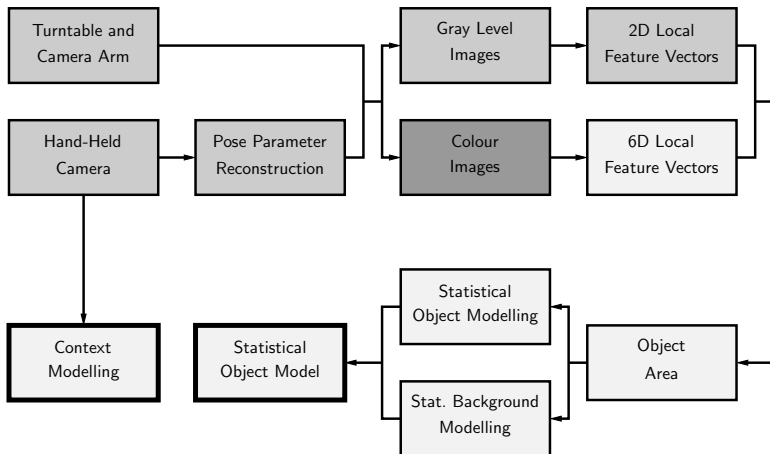 Turntable and
Camera Arm
Gray Level
Images
2D Local
Feature Vectors
Hand-Held
Camera
Pose Parameter
Reconstruction
Colour
Images
6D Local
Feature Vectors
Statistical
Object Modelling
Context
Modelling
Statistical
Object Model
Object
Area
Stat. Background
Modelling